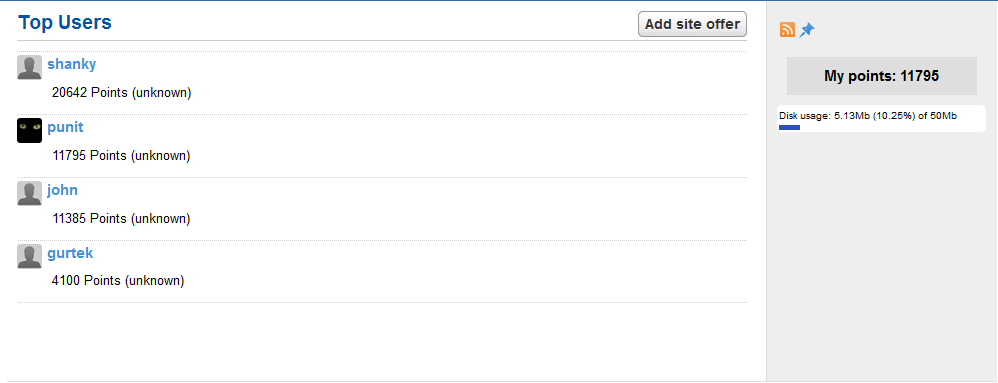 Top Users
Add site offer
shanky
20642 Points (unknown)
punit
11795 Points (unknown)
john
11385 Points (unknown)
gurtek
4100 Points (unknown)
My points: 11795
Disk usage: 5.13Mb (10.25%) of 50Mb